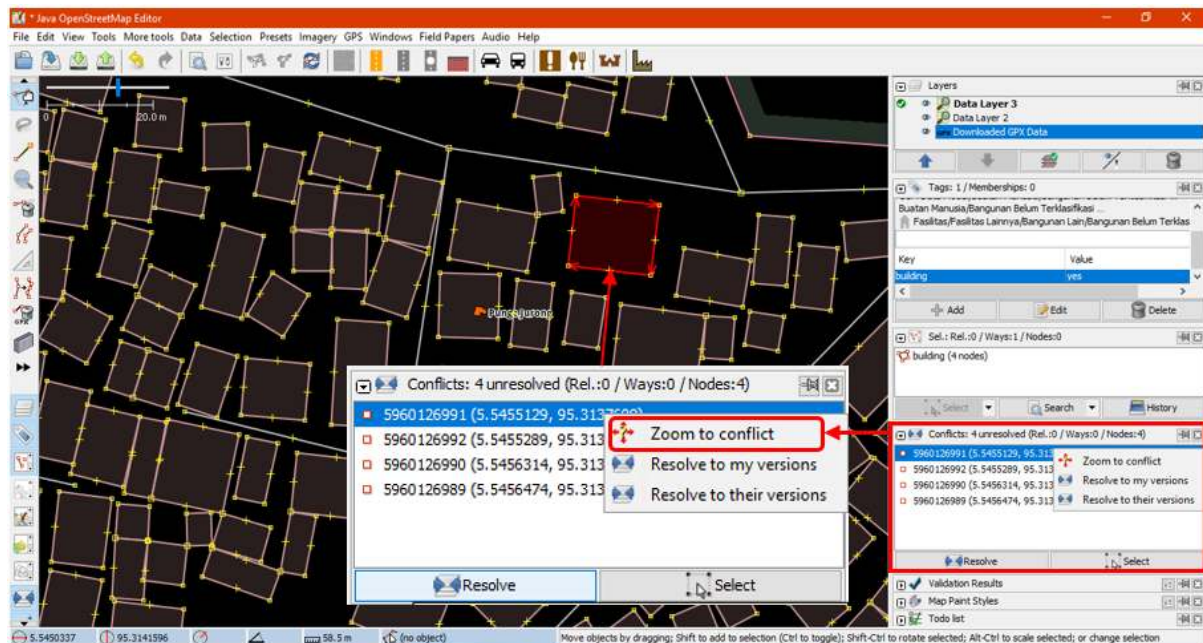 * Java OpenStreetMap Editor
File Edit View Tools More tools Data Selection Presets Imagery GPS Windows Field Papers Audio Help
0 20.0 m
Layers
Data Layer 3
Data Layer 2
Downloaded GPX Data
Tags: 1 / Memberships: 0
Buatan Manusia/Bangunan Belum Terklasifikasi ...
Fasilitas/Fasilitas Lainnya/Bangunan Lain/Bangunan Belum Terklas
Key Value
building yes
Add Edit Delete
Sel.: Rel.:0 / Ways:1 / Nodes:0
building (4 nodes)
Select Search History
Conflicts: 4 unresolved (Rel.:0 / Ways:0 / Nodes:4)
5960126991 (5.5455129, 95.313
5960126992 (5.5455289, 95.313
5960126990 (5.5456314, 95.313
5960126989 (5.5456474, 95.313
Zoom to conflict
Resolve to my versions
Resolve to their versions
Resolve Select
Validation Results
Map Paint Styles
Todo list
Punge Jurong
Conflicts: 4 unresolved (Rel.:0 / Ways:0 / Nodes:4)
5960126991 (5.5455129, 95.3137609)
5960126992 (5.5455289, 95.313
5960126990 (5.5456314, 95.313
5960126989 (5.5456474, 95.313
Zoom to conflict
Resolve to my versions
Resolve to their versions
Resolve Select
5.5450337 95.3141596 58.5 m (no object) Move objects by dragging; Shift to add to selection (Ctrl to toggle); Shift-Ctrl to rotate selected; Alt-Ctrl to scale selected; or change selection